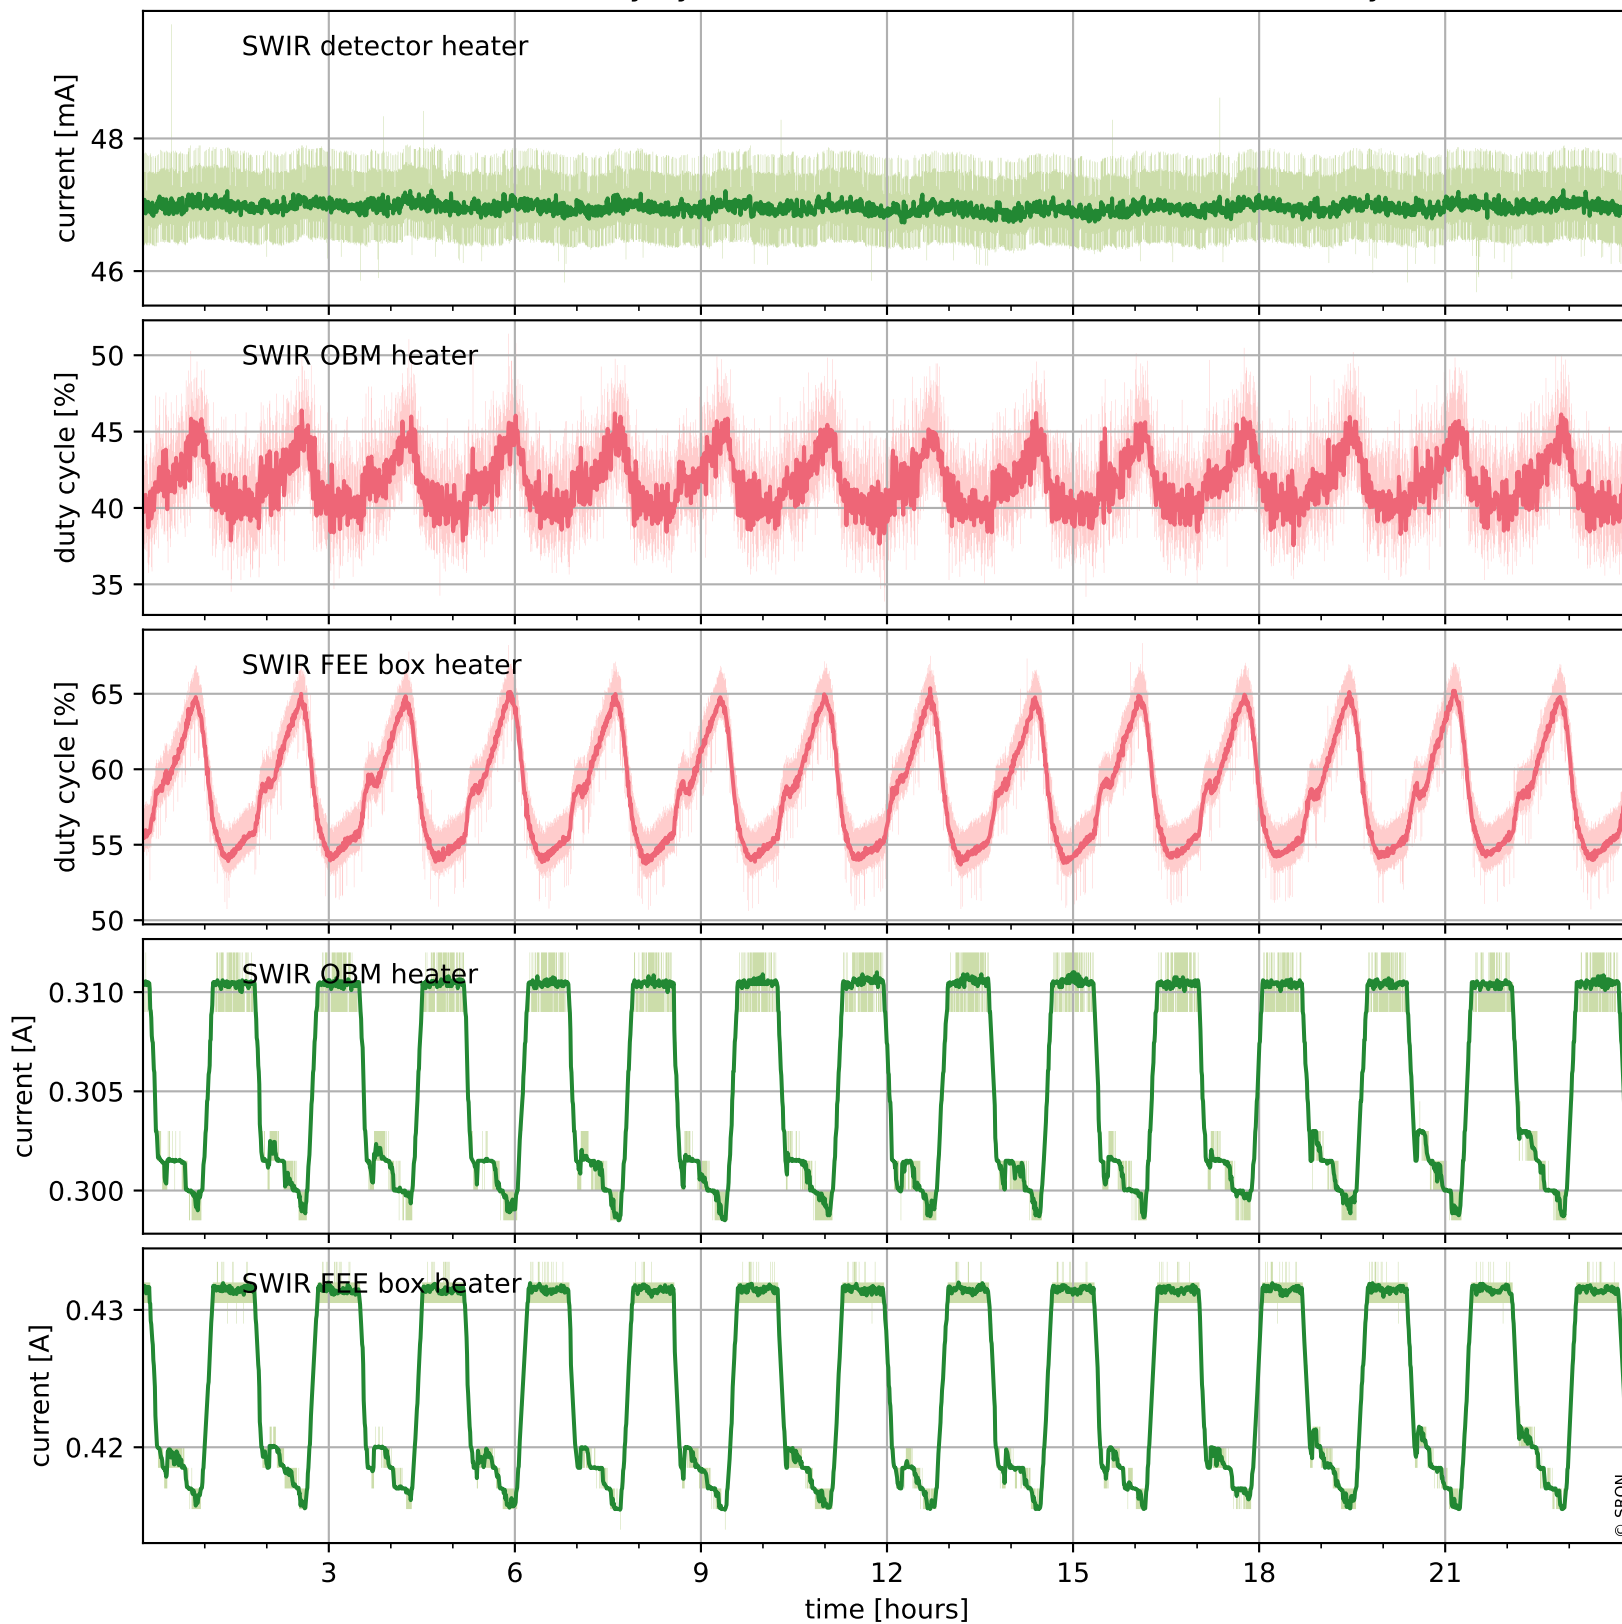 SWIR detector heater
current [mA]
48
46
SWIR OBM heater
duty cycle [%]
50
45
40
35
SWIR FEE box heater
duty cycle [%]
65
60
55
50
SWIR OBM heater
current [A]
0.310
0.305
0.300
SWIR FEE box heater
current [A]
0.43
0.42
© SRON
3 6 9 12 15 18 21
time [hours]